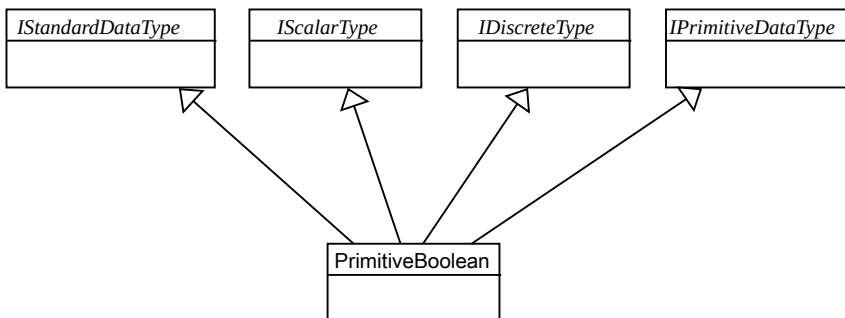 IStandardDataType
IScalarType
IDiscreteType
IPrimitiveDataType
PrimitiveBoolean